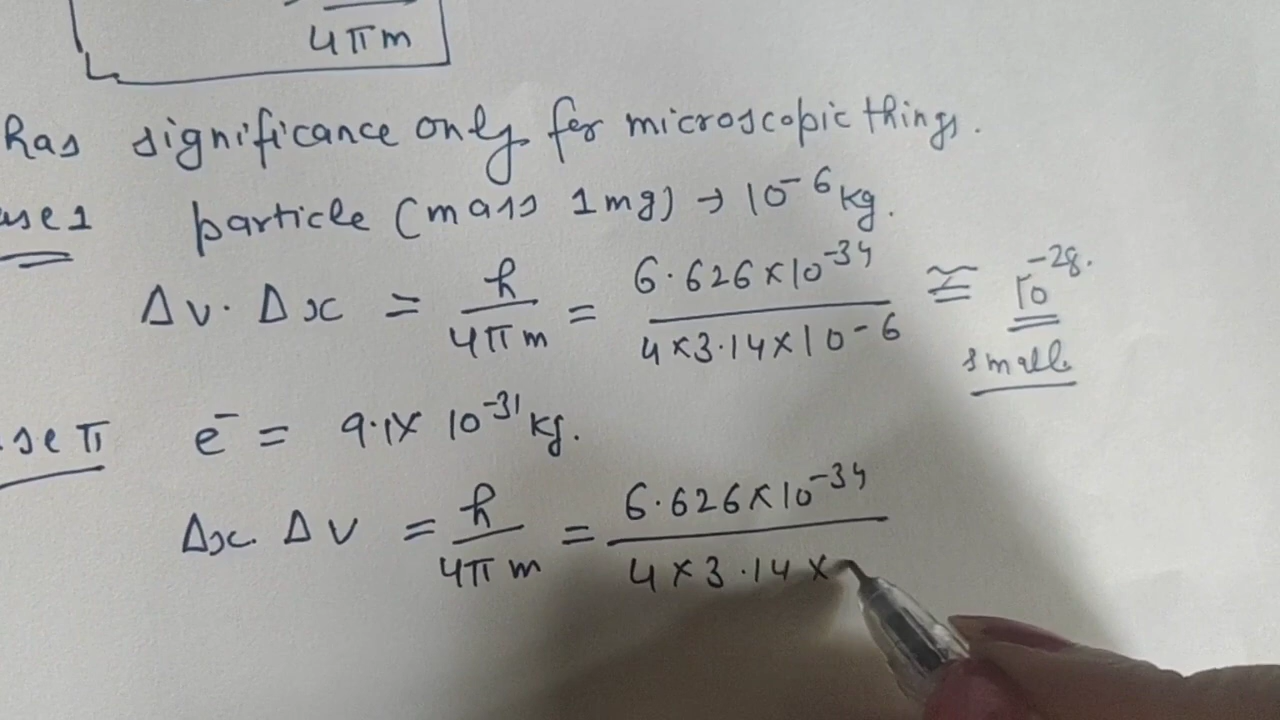 4πm
has significance only for microscopic things.
1 particle (mass 1mg) → 10⁻⁶ kg.
Δv. Δx = h/4πm = 6.626×10⁻³⁴/4×3.14×10-6 ≅ 10⁻²⁸.
small.
II e⁻ = 9.1× 10⁻³¹ kg.
Δx. Δv = h/4πm = 6.626×10⁻³⁴/4×3.14×